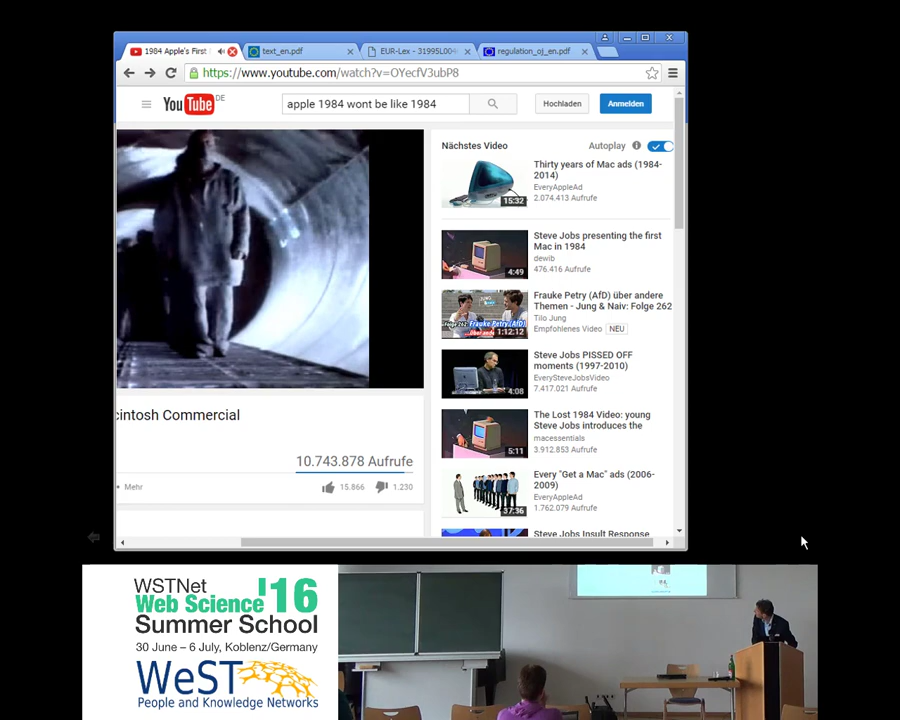 1984 Apple's First
text_en.pdf
EUR-Lex - 31995L004
regulation_oj_en.pdf
https://www.youtube.com/watch?v=OYecfV3ubP8
YouTube DE
apple 1984 wont be like 1984
Hochladen
Anmelden
Nächstes Video
Autoplay
Thirty years of Mac ads (1984-
2014)
EveryAppleAd
2.074.413 Aufrufe
15:32
Steve Jobs presenting the first
Mac in 1984
dewib
476.416 Aufrufe
4:49
Frauke Petry (AfD) über andere
Themen - Jung & Naiv: Folge 262
Tilo Jung
Empfohlenes Video NEU
1:12:12
Steve Jobs PISSED OFF
moments (1997-2010)
EverySteveJobsVideo
7.417.021 Aufrufe
4:08
The Lost 1984 Video: young
Steve Jobs introduces the
macessentials
3.912.853 Aufrufe
5:11
Every "Get a Mac" ads (2006-
2009)
EveryAppleAd
1.762.079 Aufrufe
37:36
Steve Jobs Insult Response
cintosh Commercial
10.743.878 Aufrufe
Mehr
15.866
1.230
WSTNet
Web Science '16
Summer School
30 June – 6 July, Koblenz/Germany
WeST
People and Knowledge Networks